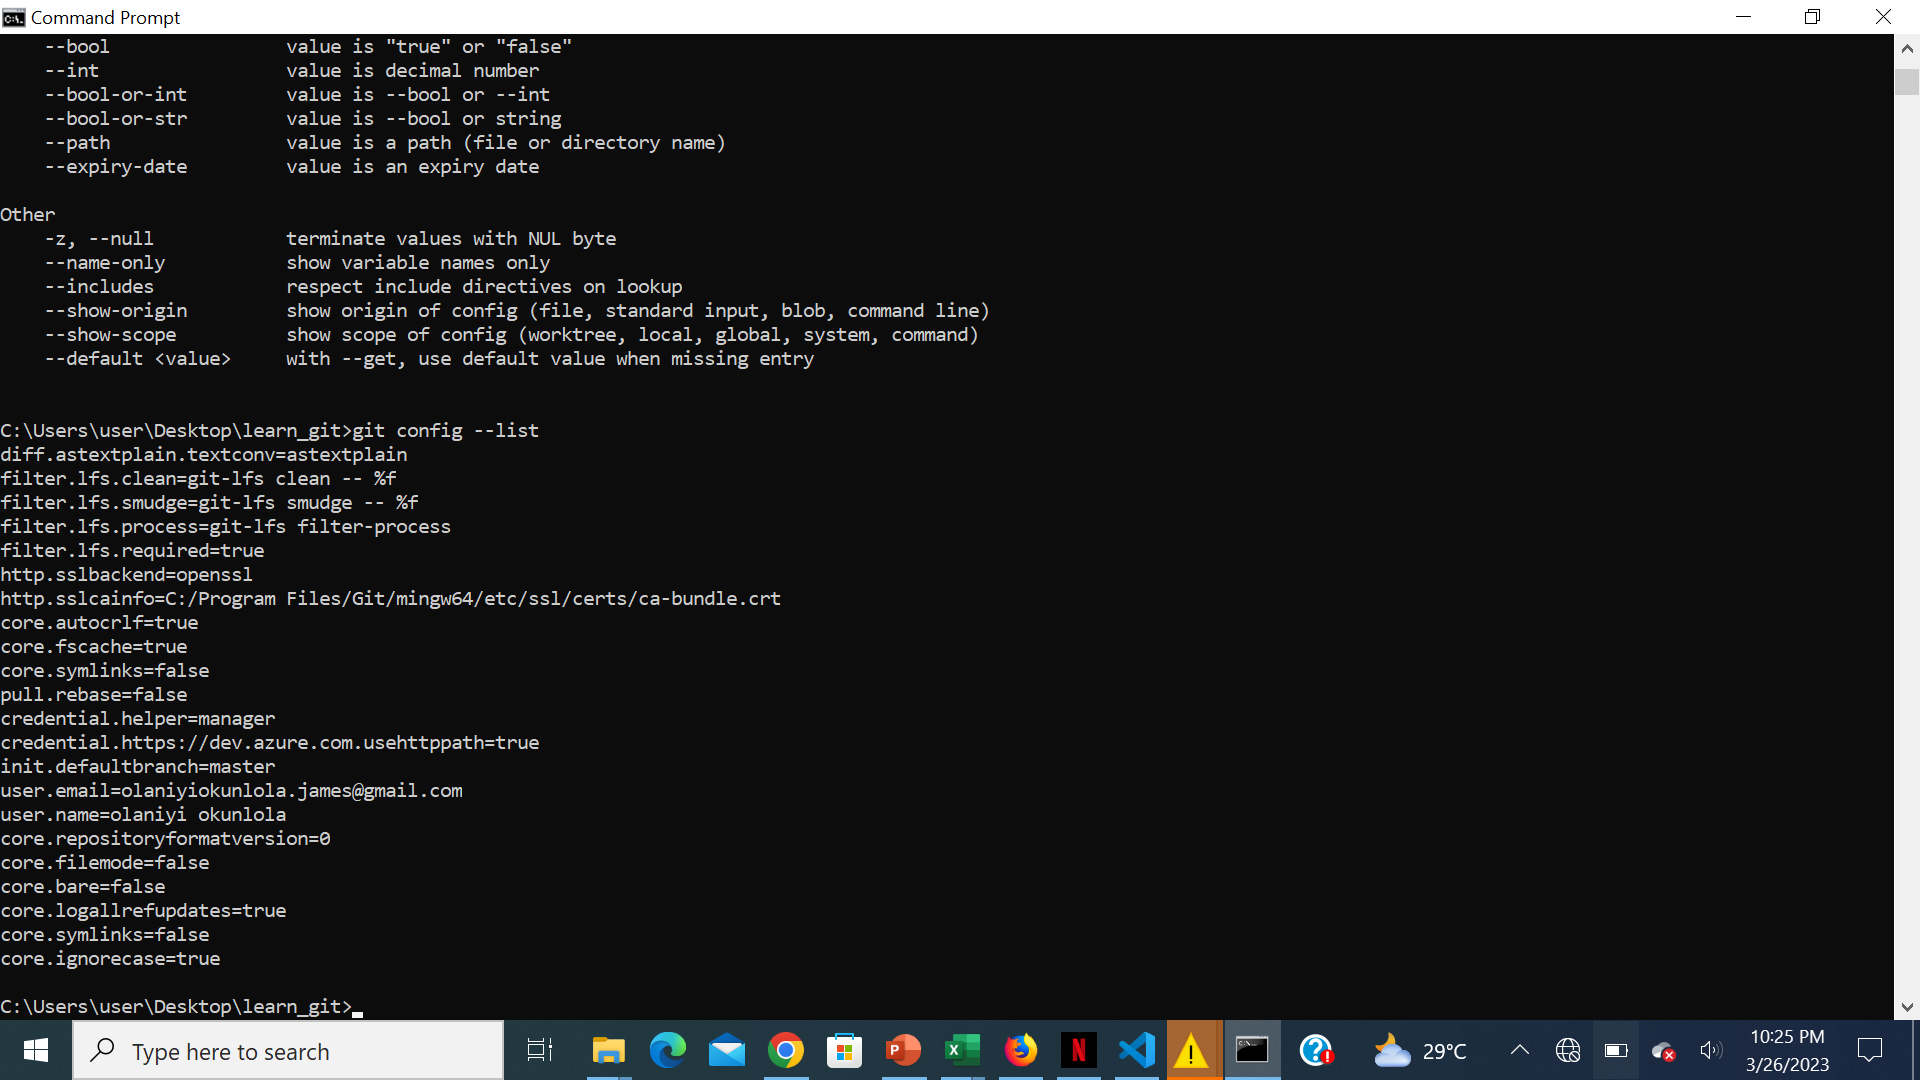 Command Prompt
--bool value is "true" or "false"
--int value is decimal number
--bool-or-int value is --bool or --int
--bool-or-str value is --bool or string
--path value is a path (file or directory name)
--expiry-date value is an expiry date
Other
-z, --null terminate values with NUL byte
--name-only show variable names only
--includes respect include directives on lookup
--show-origin show origin of config (file, standard input, blob, command line)
--show-scope show scope of config (worktree, local, global, system, command)
--default <value> with --get, use default value when missing entry
C:\Users\user\Desktop\learn_git>git config --list
diff.astextplain.textconv=astextplain
filter.lfs.clean=git-lfs clean -- %f
filter.lfs.smudge=git-lfs smudge -- %f
filter.lfs.process=git-lfs filter-process
filter.lfs.required=true
http.sslbackend=openssl
http.sslcainfo=C:/Program Files/Git/mingw64/etc/ssl/certs/ca-bundle.crt
core.autocrlf=true
core.fscache=true
core.symlinks=false
pull.rebase=false
credential.helper=manager
credential.https://dev.azure.com.usehttppath=true
init.defaultbranch=master
user.email=olaniyiokunlola.james@gmail.com
user.name=olaniyi okunlola
core.repositoryformatversion=0
core.filemode=false
core.bare=false
core.logallrefupdates=true
core.symlinks=false
core.ignorecase=true
C:\Users\user\Desktop\learn_git>
Type here to search
29°C
10:25 PM
3/26/2023